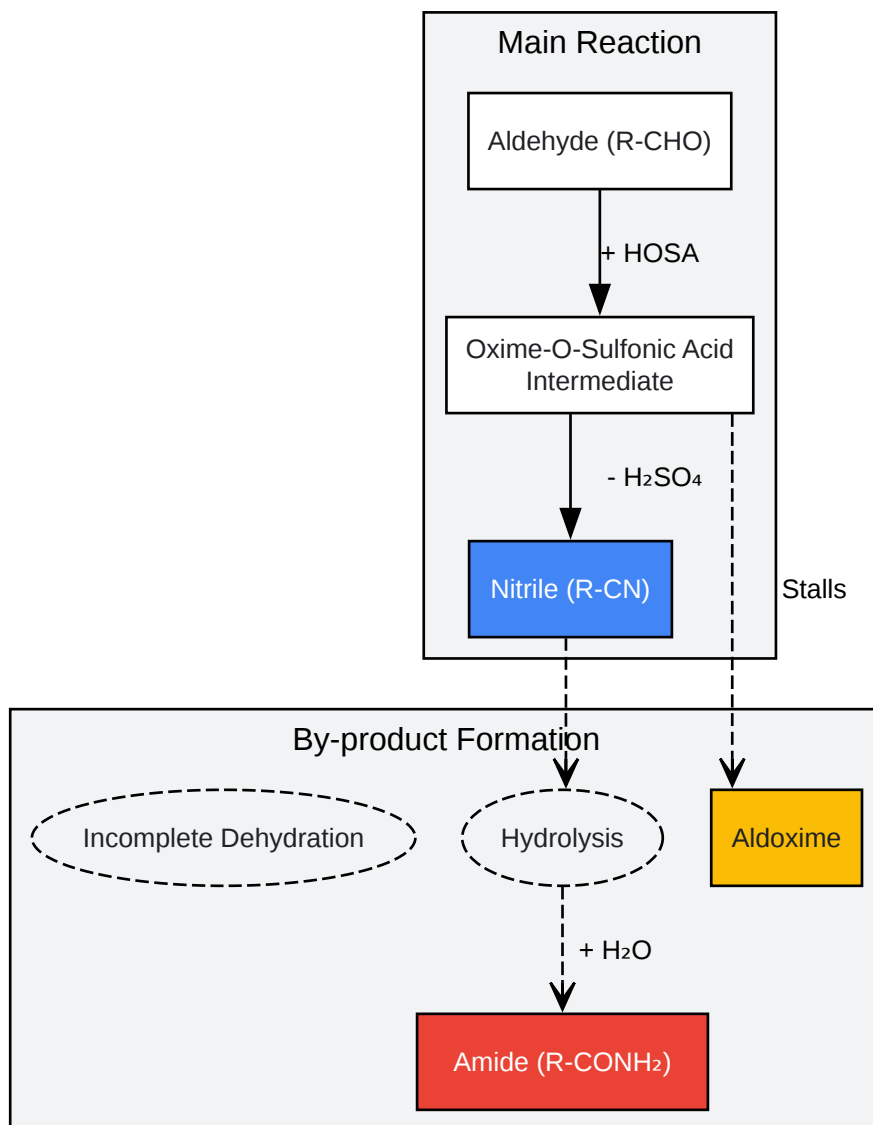 Main Reaction
Aldehyde (R-CHO)
+ HOSA
Oxime-O-Sulfonic Acid
Intermediate
- H₂SO₄
Nitrile (R-CN)
Stalls
By-product Formation
Incomplete Dehydration
Hydrolysis
Aldoxime
+ H₂O
Amide (R-CONH₂)